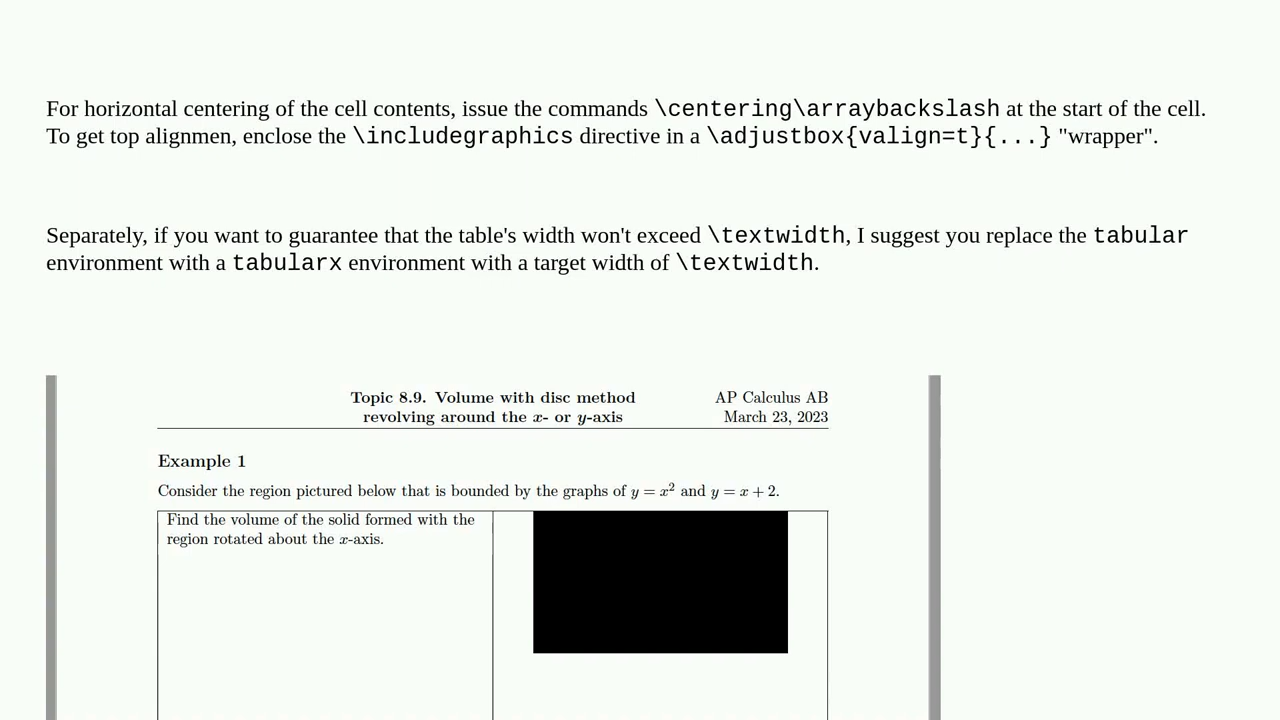 For horizontal centering of the cell contents, issue the commands \centering\arraybackslash at the start of the cell.
To get top alignmen, enclose the \includegraphics directive in a \adjustbox{valign=t}{...} "wrapper".
Separately, if you want to guarantee that the table's width won't exceed \textwidth, I suggest you replace the tabular
environment with a tabularx environment with a target width of \textwidth.
Topic 8.9. Volume with disc method
revolving around the x- or y-axis
AP Calculus AB
March 23, 2023
Example 1
Consider the region pictured below that is bounded by the graphs of y = x² and y = x + 2.
Find the volume of the solid formed with the
region rotated about the x-axis.